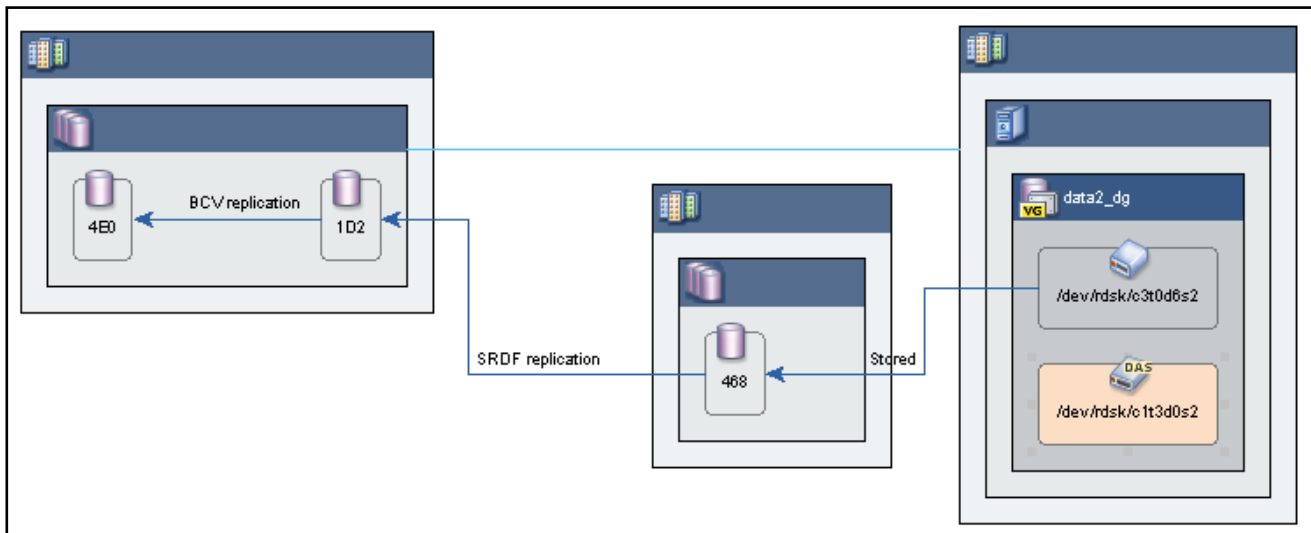 BCV replication
4E0
1D2
SRDF replication
468
Stored
VG
data2_dg
/dev/rdsk/c3t0d6s2
DAS
/dev/rdsk/c1t3d0s2